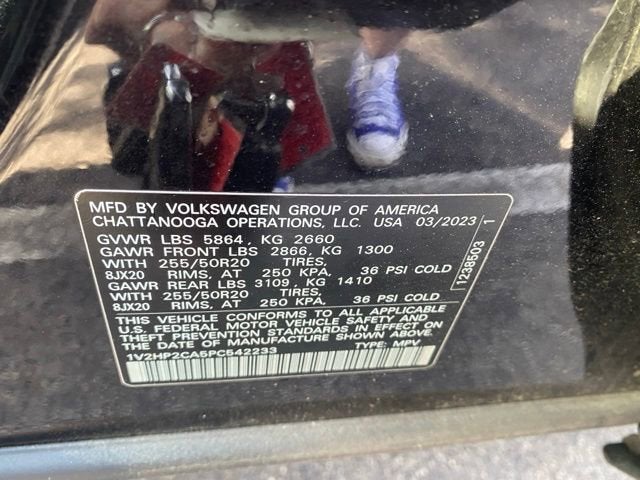 MFD BY VOLKSWAGEN GROUP OF AMERICA
CHATTANOOGA OPERATIONS, LLC. USA 03/2023
GVWR LBS 5864, KG 2660
GAWR FRONT LBS 2866, KG 1300
WITH 255/50R20 TIRES,
8JX20 RIMS, AT 250 KPA, 36 PSI COLD
GAWR REAR LBS 3109, KG 1410
WITH 255/50R20 TIRES,
8JX20 RIMS, AT 250 KPA, 36 PSI COLD
THIS VEHICLE CONFORMS TO ALL APPLICABLE
U.S. FEDERAL MOTOR VEHICLE SAFETY AND
THEFT PREVENTION STANDARDS IN EFFECT ON
THE DATE OF MANUFACTURE SHOWN ABOVE.
1V2HP2CA5PC542233 TYPE: MPV
1238503 / 1